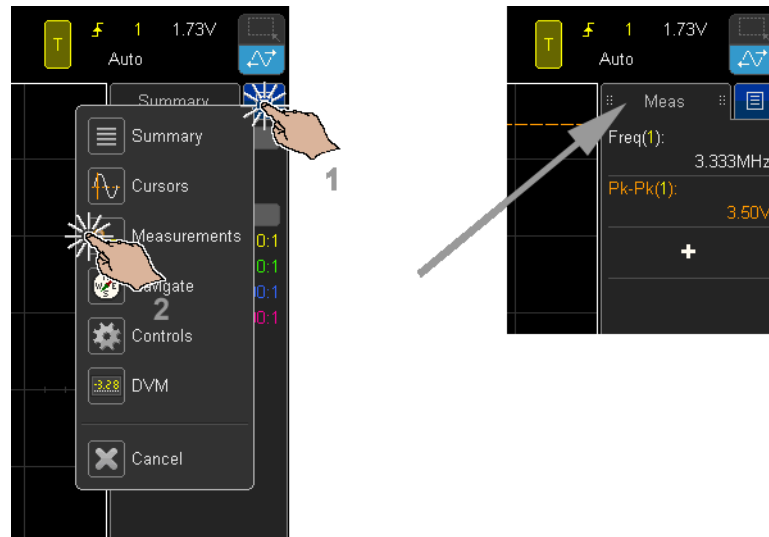 T
1 1.73V
Auto
Summary
1
Summary
Cursors
Measurements
0:1
0:1
Navigate
0:1
2
0:1
Controls
-3.28 DVM
Cancel
T
1 1.73V
Auto
Meas
Freq(1):
3.333MHz
Pk-Pk(1):
3.50V
+